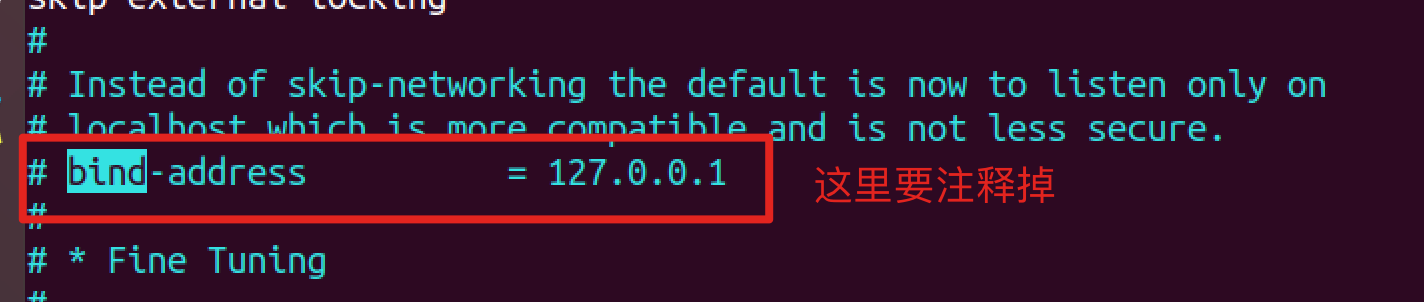 skip-external-locking
#
# Instead of skip-networking the default is now to listen only on
# localhost which is more compatible and is not less secure.
# bind-address = 127.0.0.1
这里要注释掉
#
# * Fine Tuning
#